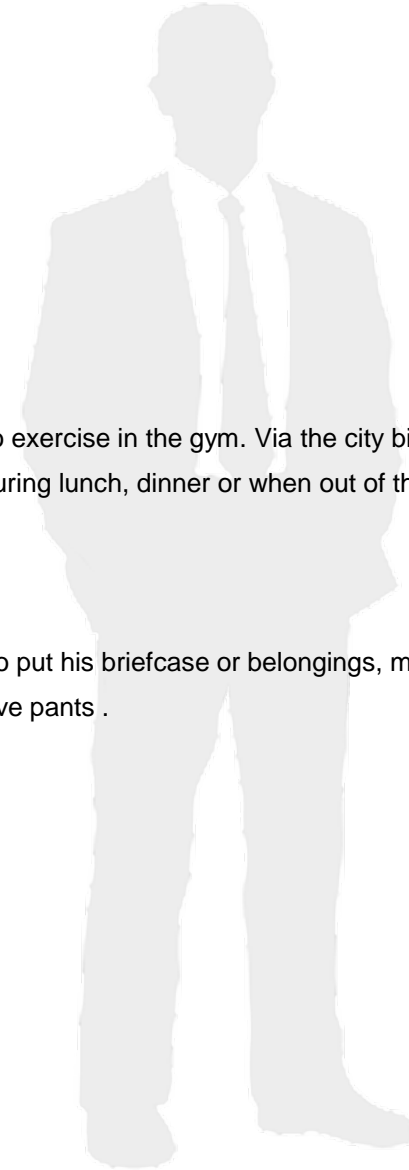 exercise in the gym. Via the city bi
uring lunch, dinner or when out of th
put his briefcase or belongings, m
ve pants .